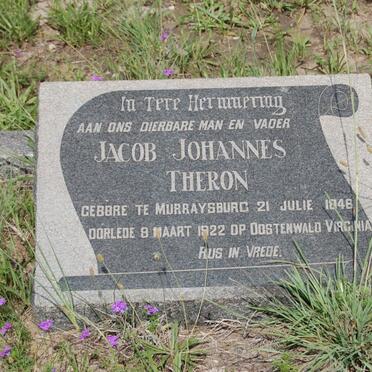 In Tere Herinnering
AAN ONS DIERBARE MAN EN VADER
JACOB JOHANNES
THERON
GEBORE TE MURRAYSBURG 21 JULIE 1848
OORLEDE 9 MAART 1922 OP OOSTENWALD VIRGINIA
RUS IN VREDE.